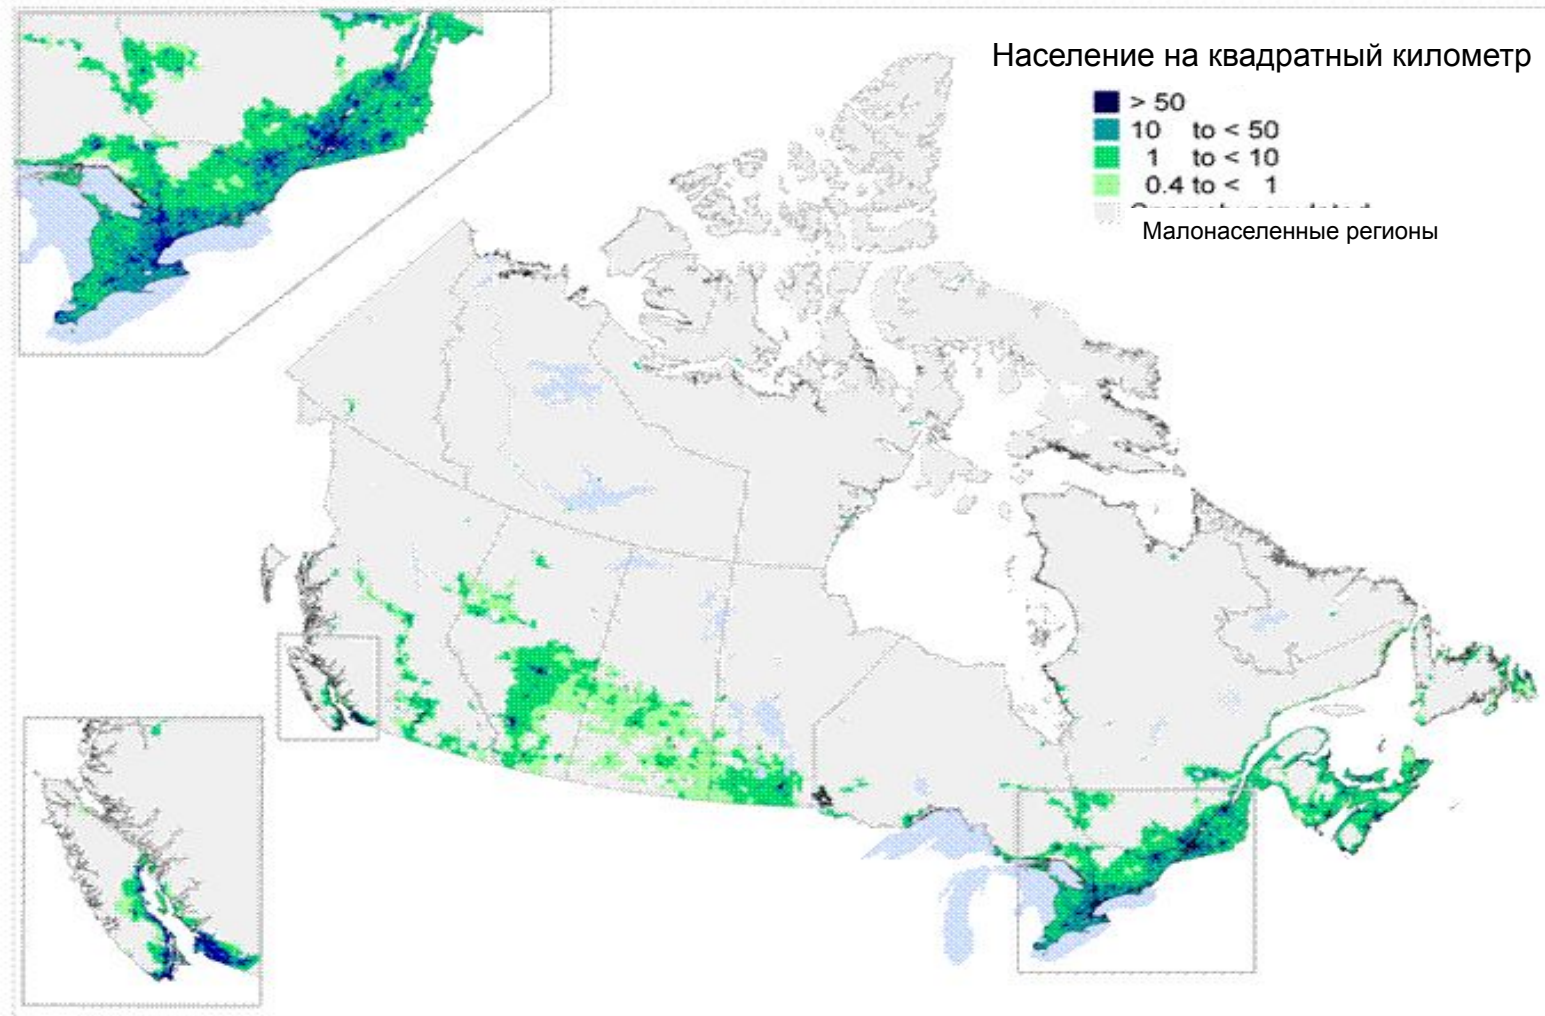 Население на квадратный километр
> 50
10 to < 50
1 to < 10
0.4 to < 1
Малонаселенные регионы